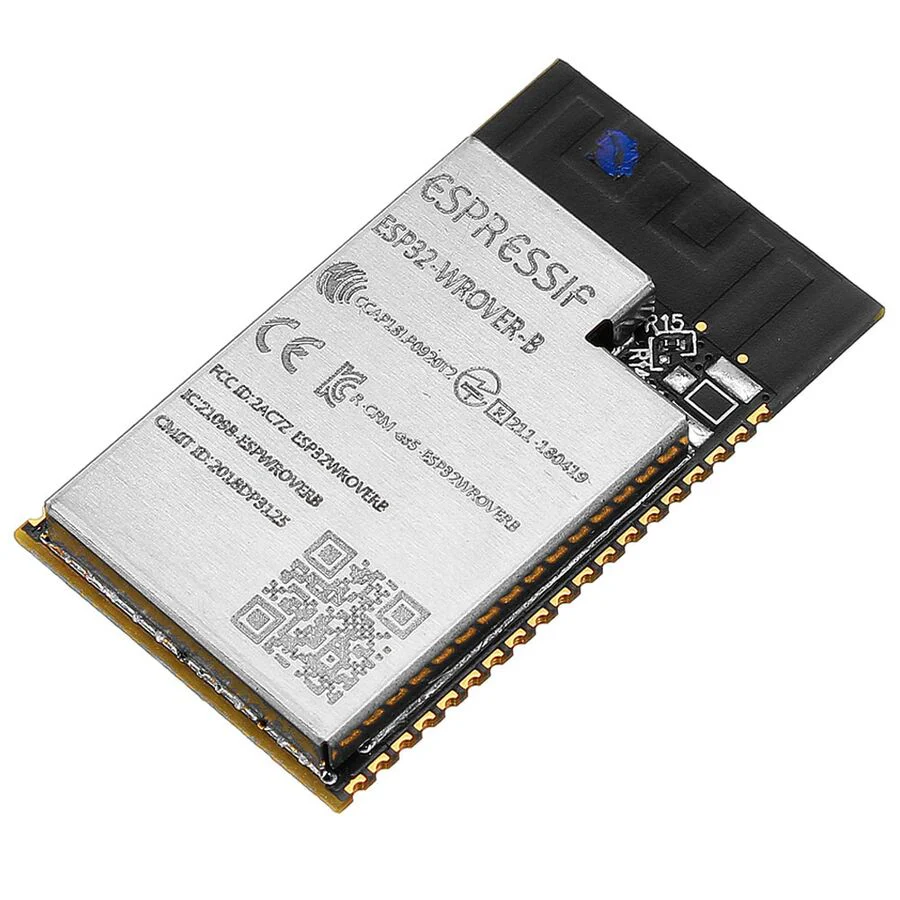 ESPRESSIF
ESP32-WROVER-B
CCAP18LP0920T2
R 211-180419
CE
R-CRM-es5-ESP32WROVERB
FCC ID:2AC7Z-ESP32WROVERB
IC:21098-ESPWROVERB
CMIIT ID:2018DP3125
R15